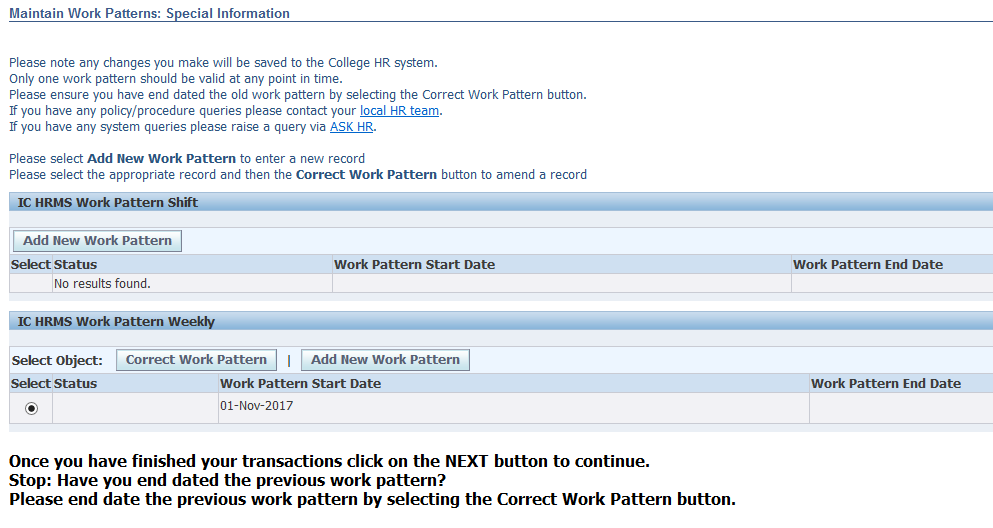 Maintain Work Patterns: Special Information
Please note any changes you make will be saved to the College HR system.
Only one work pattern should be valid at any point in time.
Please ensure you have end dated the old work pattern by selecting the Correct Work Pattern button.
If you have any policy/procedure queries please contact your local HR team.
If you have any system queries please raise a query via ASK HR.
Please select Add New Work Pattern to enter a new record
Please select the appropriate record and then the Correct Work Pattern button to amend a record
IC HRMS Work Pattern Shift
Add New Work Pattern
Select Status Work Pattern Start Date Work Pattern End Date
No results found.
IC HRMS Work Pattern Weekly
Select Object: Correct Work Pattern | Add New Work Pattern
Select Status Work Pattern Start Date Work Pattern End Date
01-Nov-2017
Once you have finished your transactions click on the NEXT button to continue.
Stop: Have you end dated the previous work pattern?
Please end date the previous work pattern by selecting the Correct Work Pattern button.